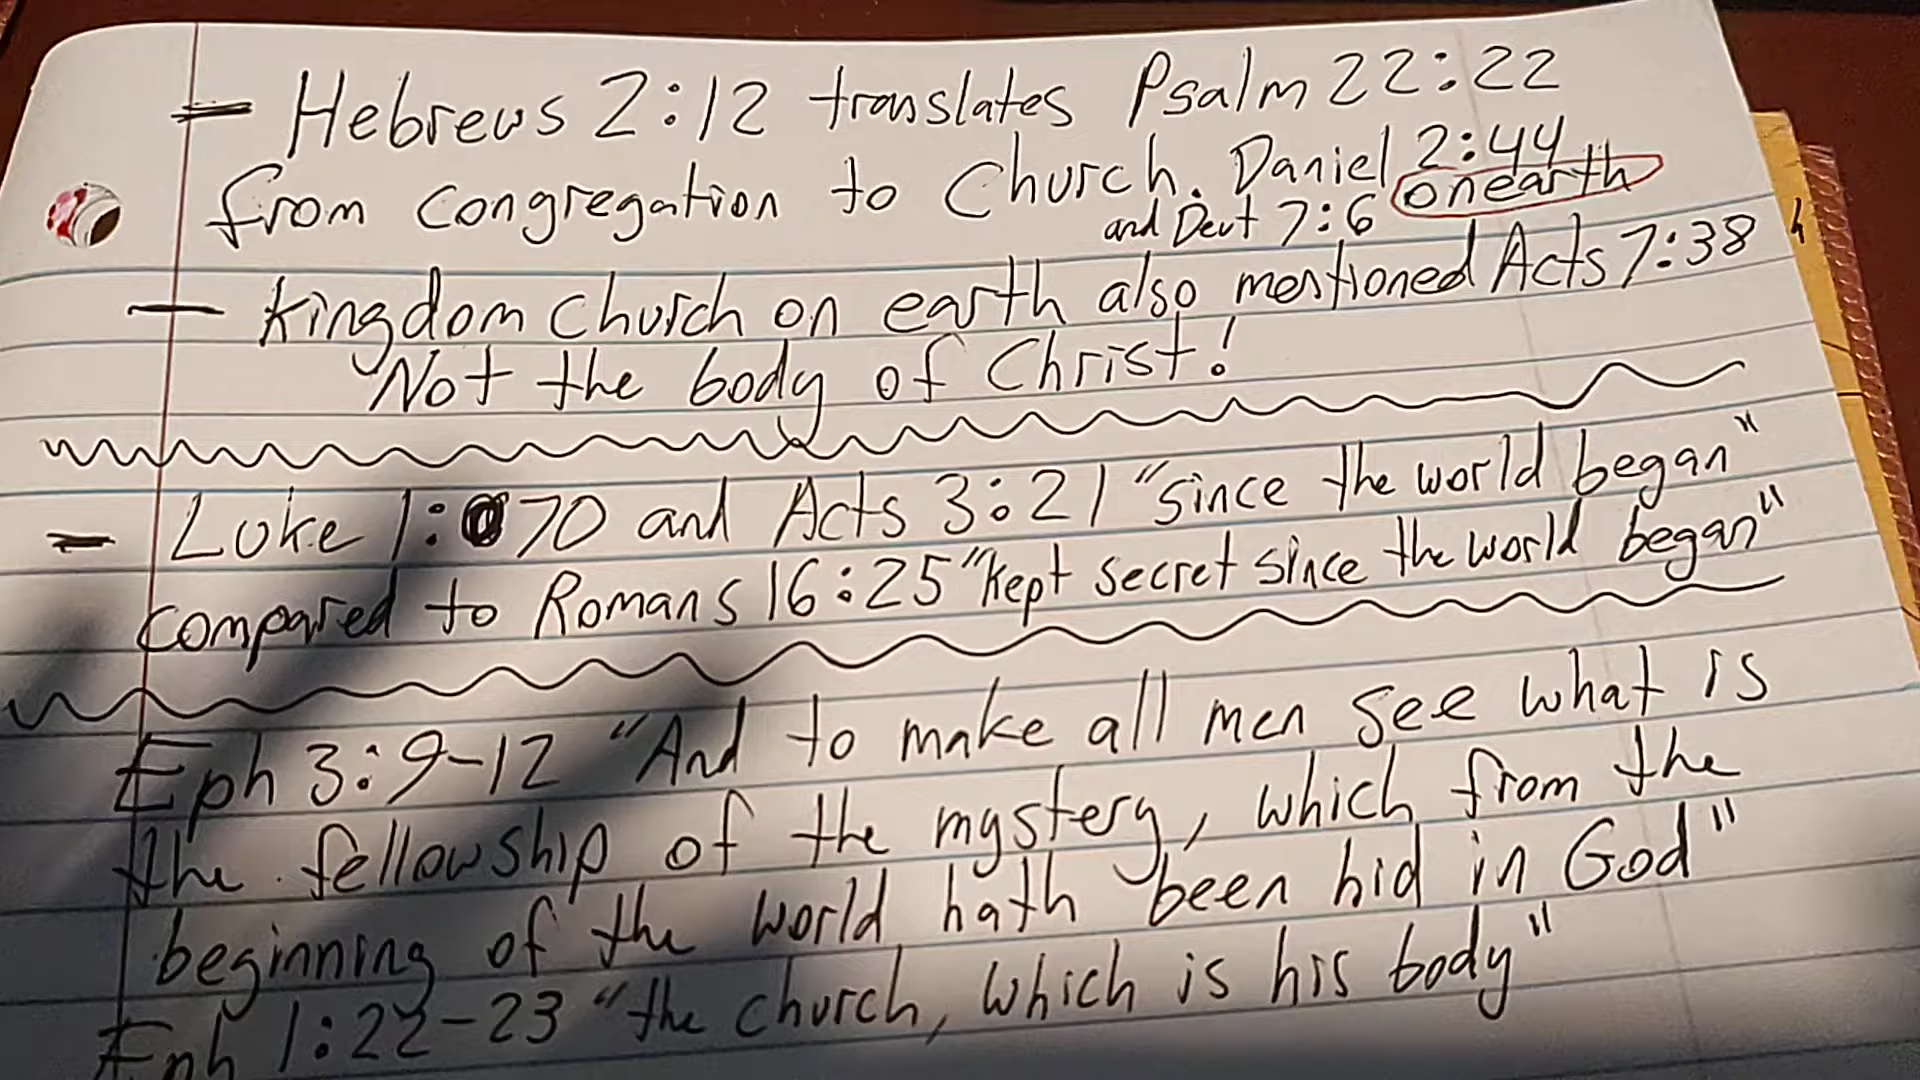 - Hebrews 2:12 translates Psalm 22:22
from congregation to Church. Daniel 2:44
and Deut 7:6 on earth
- Kingdom church on earth also mentioned Acts 7:38
Not the body of Christ!
- Luke 1:70 and Acts 3:21 "since the world began"
compared to Romans 16:25 "kept secret since the world began"
Eph 3:9-12 "And to make all men see what is
the fellowship of the mystery, which from the
beginning of the world hath been hid in God"
Eph 1:22-23 "the church, which is his body"